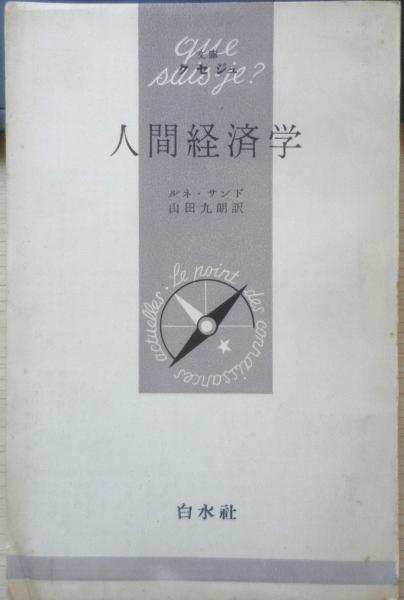 que
sais-je?
文庫
クセジュ
人間経済学
ルネ・サンド
山田九朗訳
Le point des connaissances actuelles.
白水社